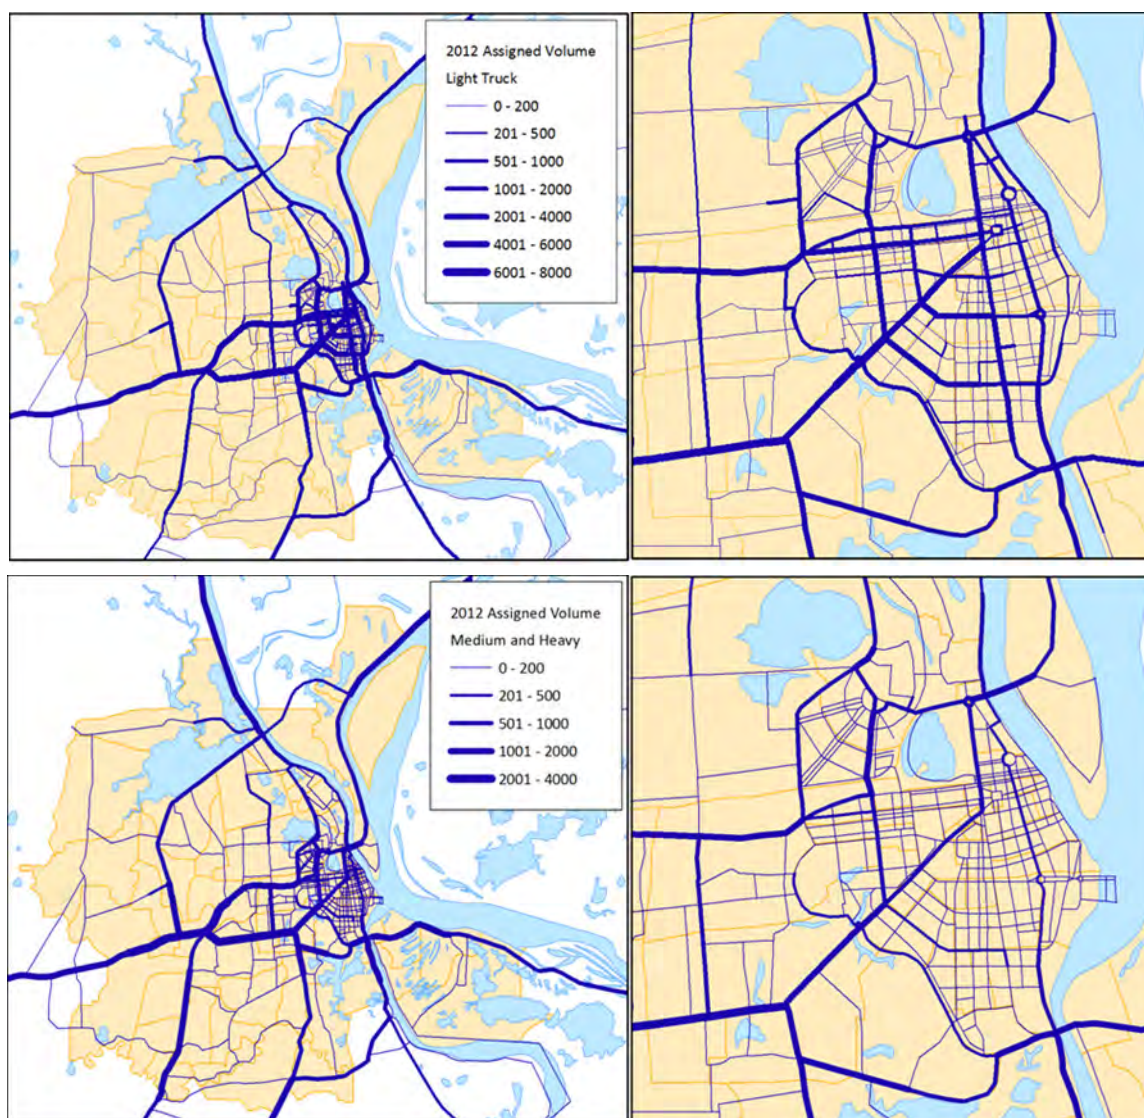 2012 Assigned Volume
Light Truck
0 - 200
201 - 500
501 - 1000
1001 - 2000
2001 - 4000
4001 - 6000
6001 - 8000
2012 Assigned Volume
Medium and Heavy
0 - 200
201 - 500
501 - 1000
1001 - 2000
2001 - 4000